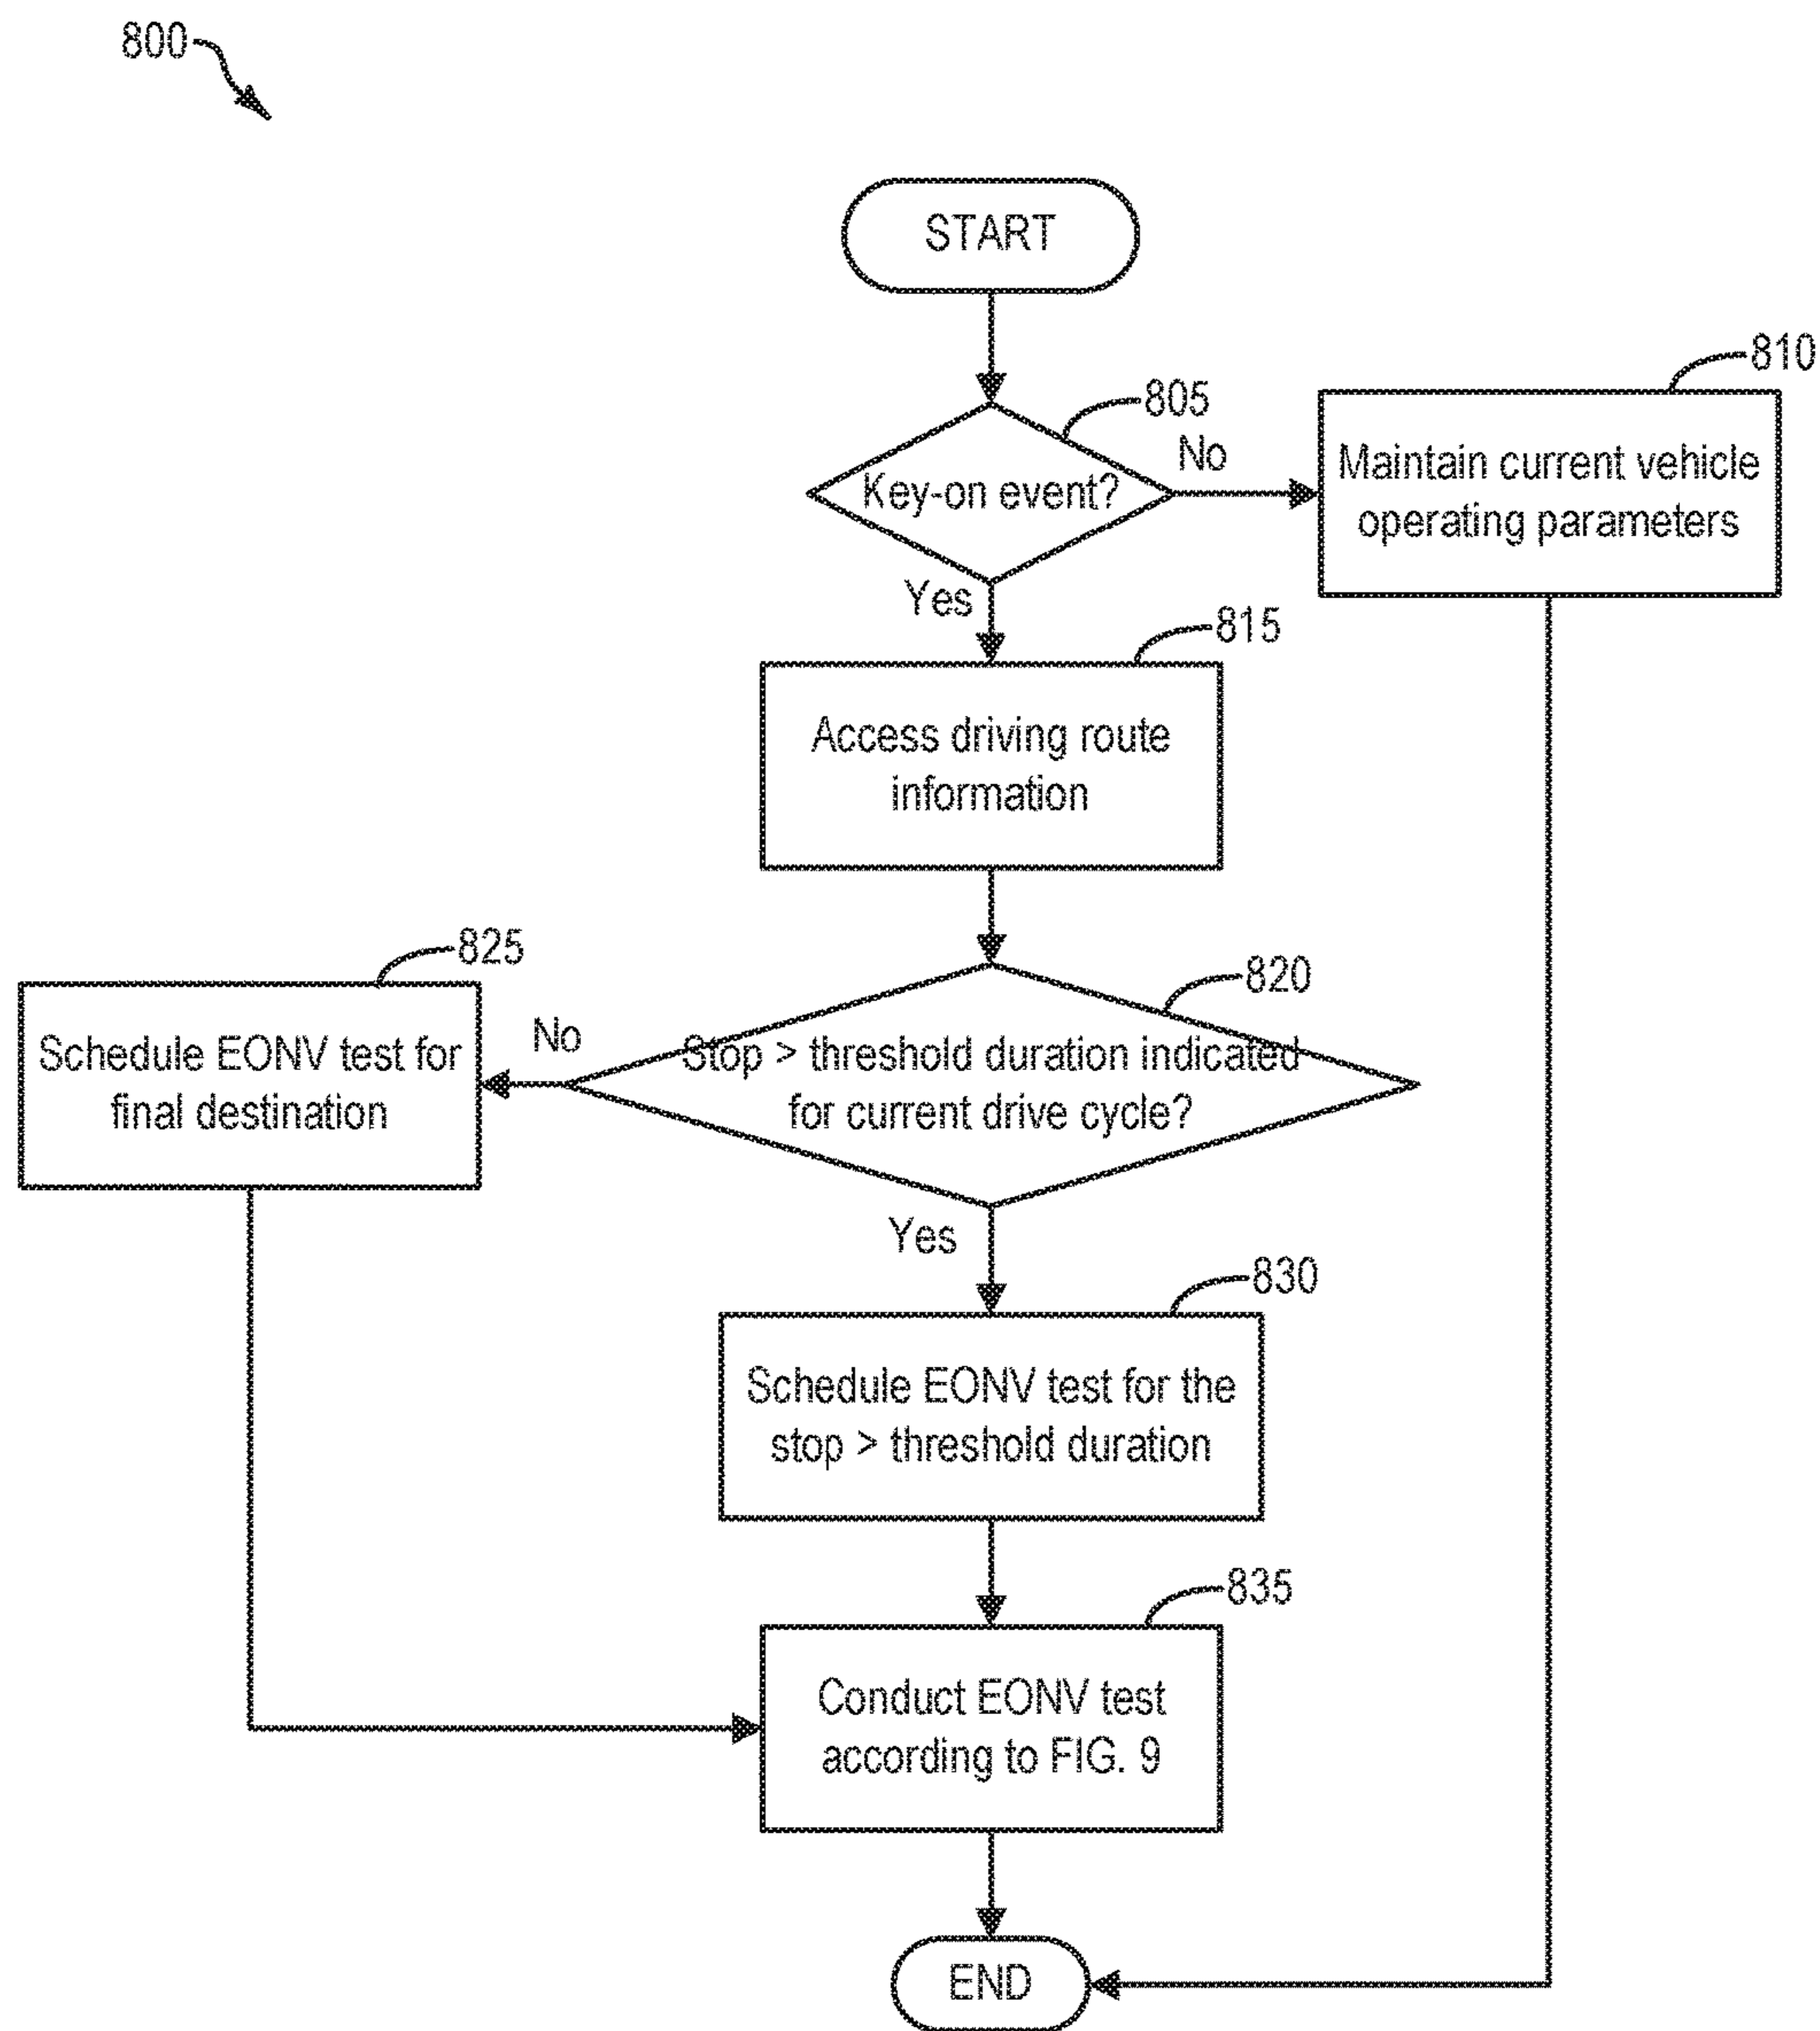 800
START
805
810
Key-on event?
No
Maintain current vehicle
operating parameters
Yes
815
Access driving route
information
825
820
Schedule EONV test for
final destination
No
Stop > threshold duration indicated
for current drive cycle?
Yes
830
Schedule EONV test for the
stop > threshold duration
835
Conduct EONV test
according to FIG. 9
END